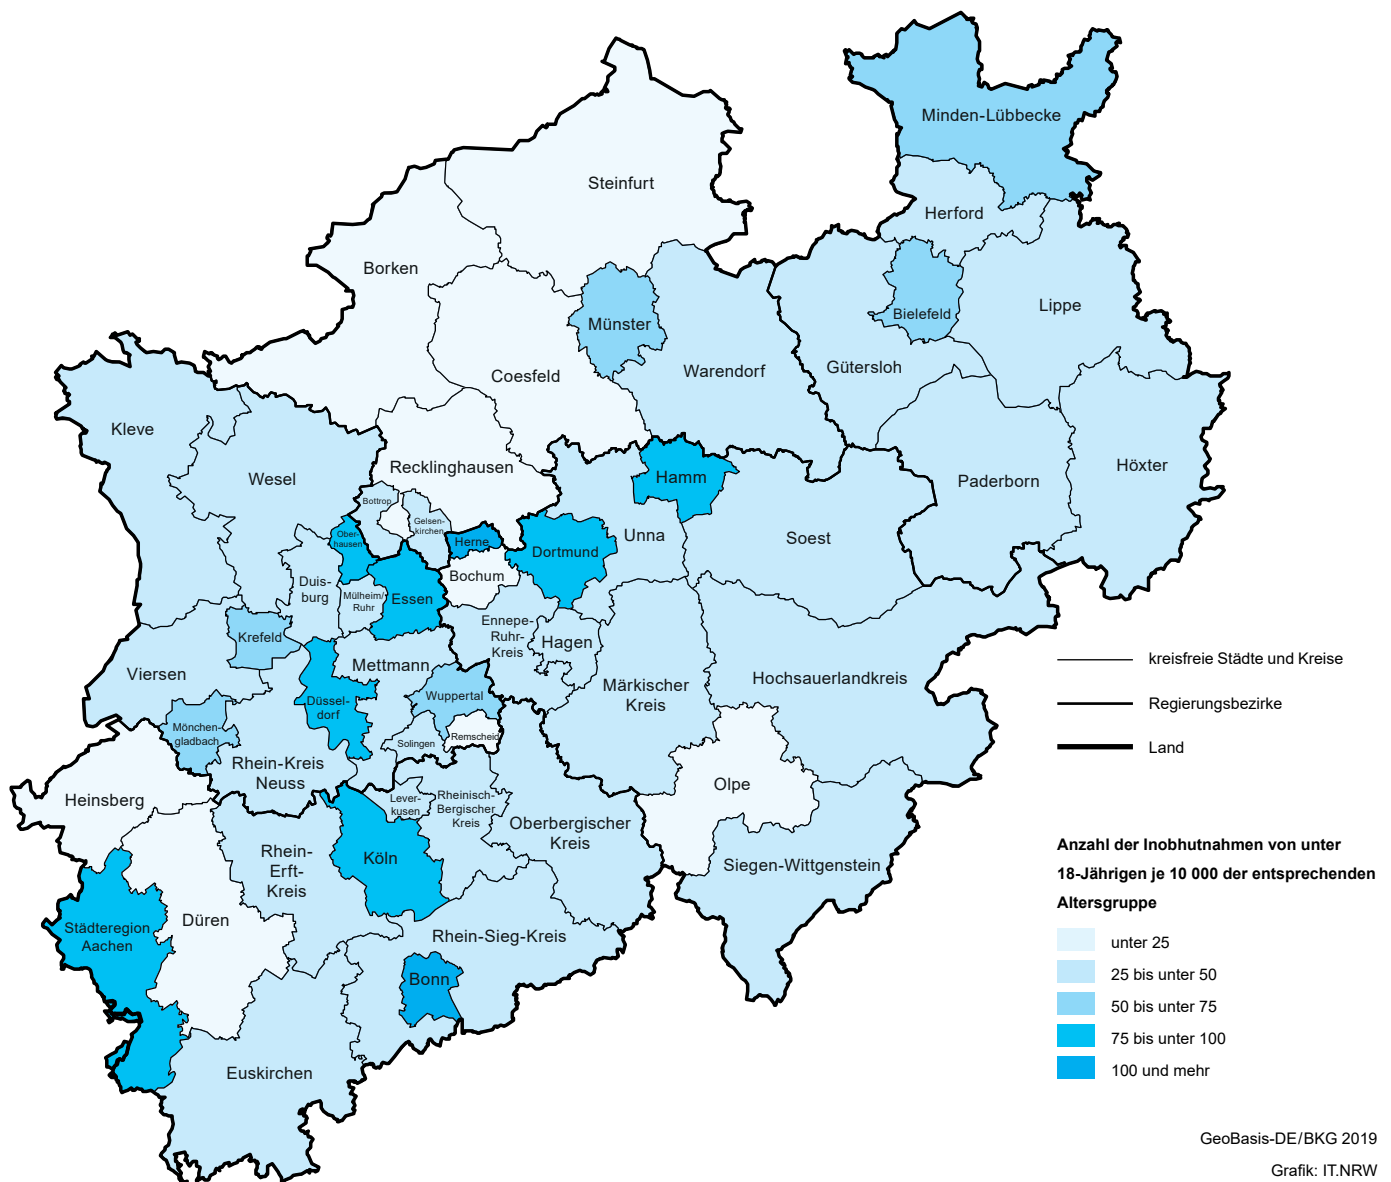 Minden-Lübbecke
Steinfurt
Herford
Borken
Lippe
Bielefeld
Münster
Gütersloh
Warendorf
Coesfeld
Kleve
Höxter
Recklinghausen
Wesel
Hamm
Paderborn
Bottrop
Gelsen-
kirchen
Ober-
hausen
Herne
Dortmund
Unna
Soest
Bochum
Duis-
burg
Mülheim/
Ruhr
Essen
Ennepe-
Ruhr-
Kreis
Hagen
Krefeld
Mettmann
Viersen
Märkischer
Kreis
Hochsauerlandkreis
Düssel-
dorf
Wuppertal
Mönchen-
gladbach
Solingen
Remscheid
Rhein-Kreis
Neuss
Olpe
Heinsberg
Lever-
kusen
Rheinisch-
Bergischer
Kreis
Oberbergischer
Kreis
Rhein-
Erft-
Kreis
Köln
Siegen-Wittgenstein
Düren
Städteregion
Aachen
Rhein-Sieg-Kreis
Bonn
Euskirchen
kreisfreie Städte und Kreise
Regierungsbezirke
Land
Anzahl der Inobhutnahmen von unter
18-Jährigen je 10 000 der entsprechenden
Altersgruppe
unter 25
25 bis unter 50
50 bis unter 75
75 bis unter 100
100 und mehr
GeoBasis-DE/BKG 2019
Grafik: IT.NRW